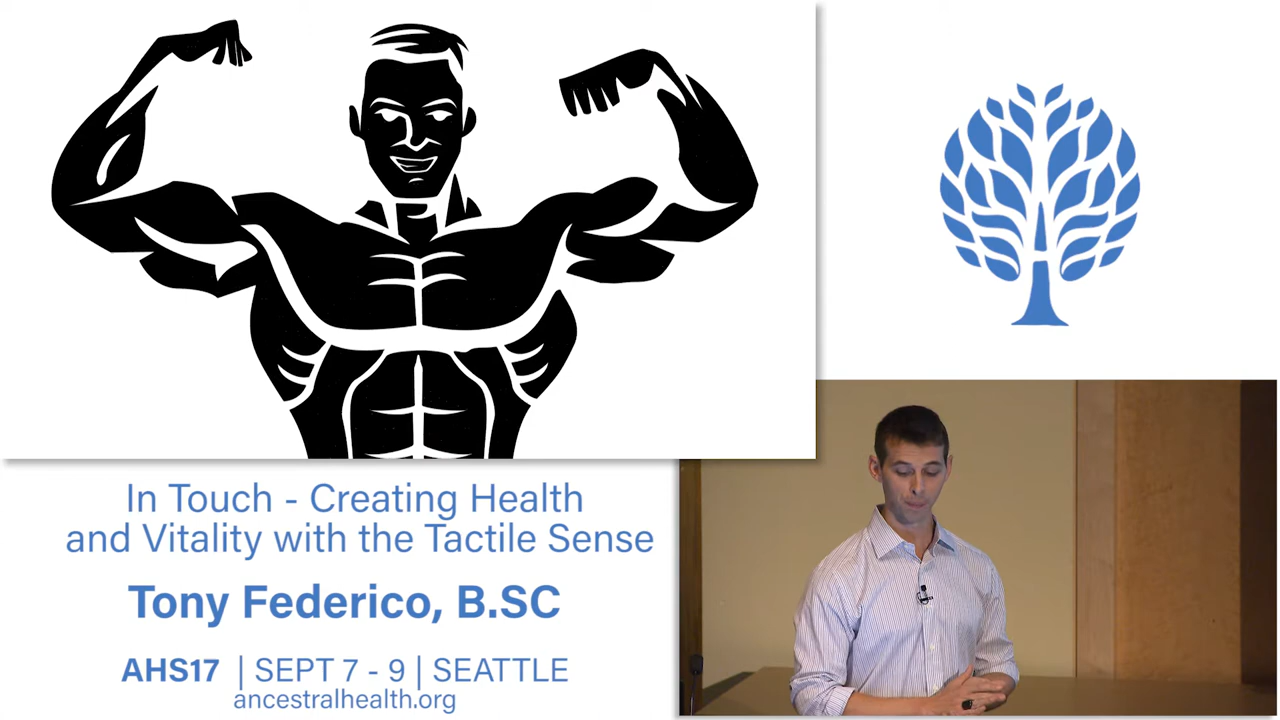 In Touch - Creating Health
and Vitality with the Tactile Sense
Tony Federico, B.SC
AHS17 | SEPT 7 - 9 | SEATTLE
ancestralhealth.org